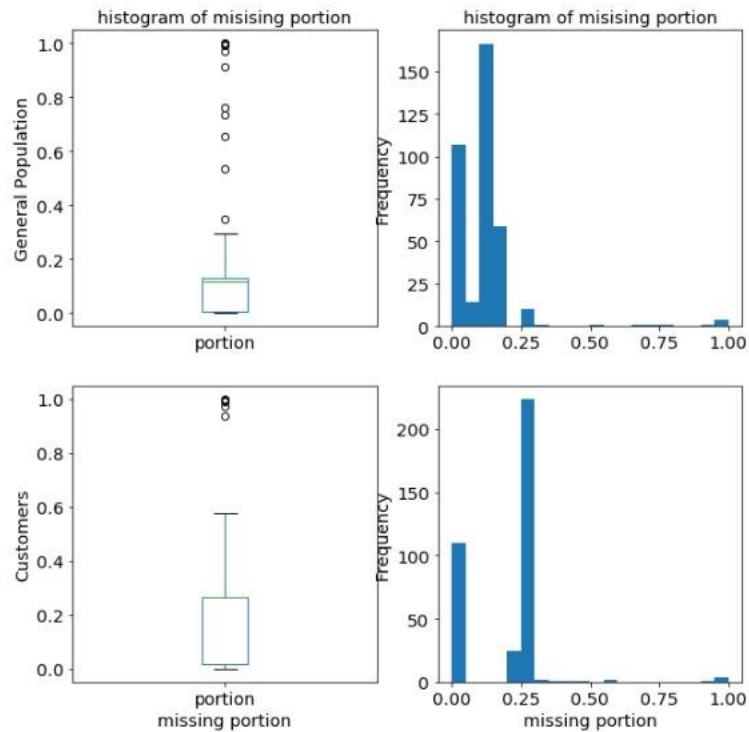 histogram of misising portion
General Population
1.0
0.8
0.6
0.4
0.2
0.0
portion
histogram of misising portion
Frequency
150
125
100
75
50
25
0
0.00 0.25 0.50 0.75 1.00
Customers
1.0
0.8
0.6
0.4
0.2
0.0
portion
missing portion
Frequency
200
150
100
50
0
0.00 0.25 0.50 0.75 1.00
missing portion